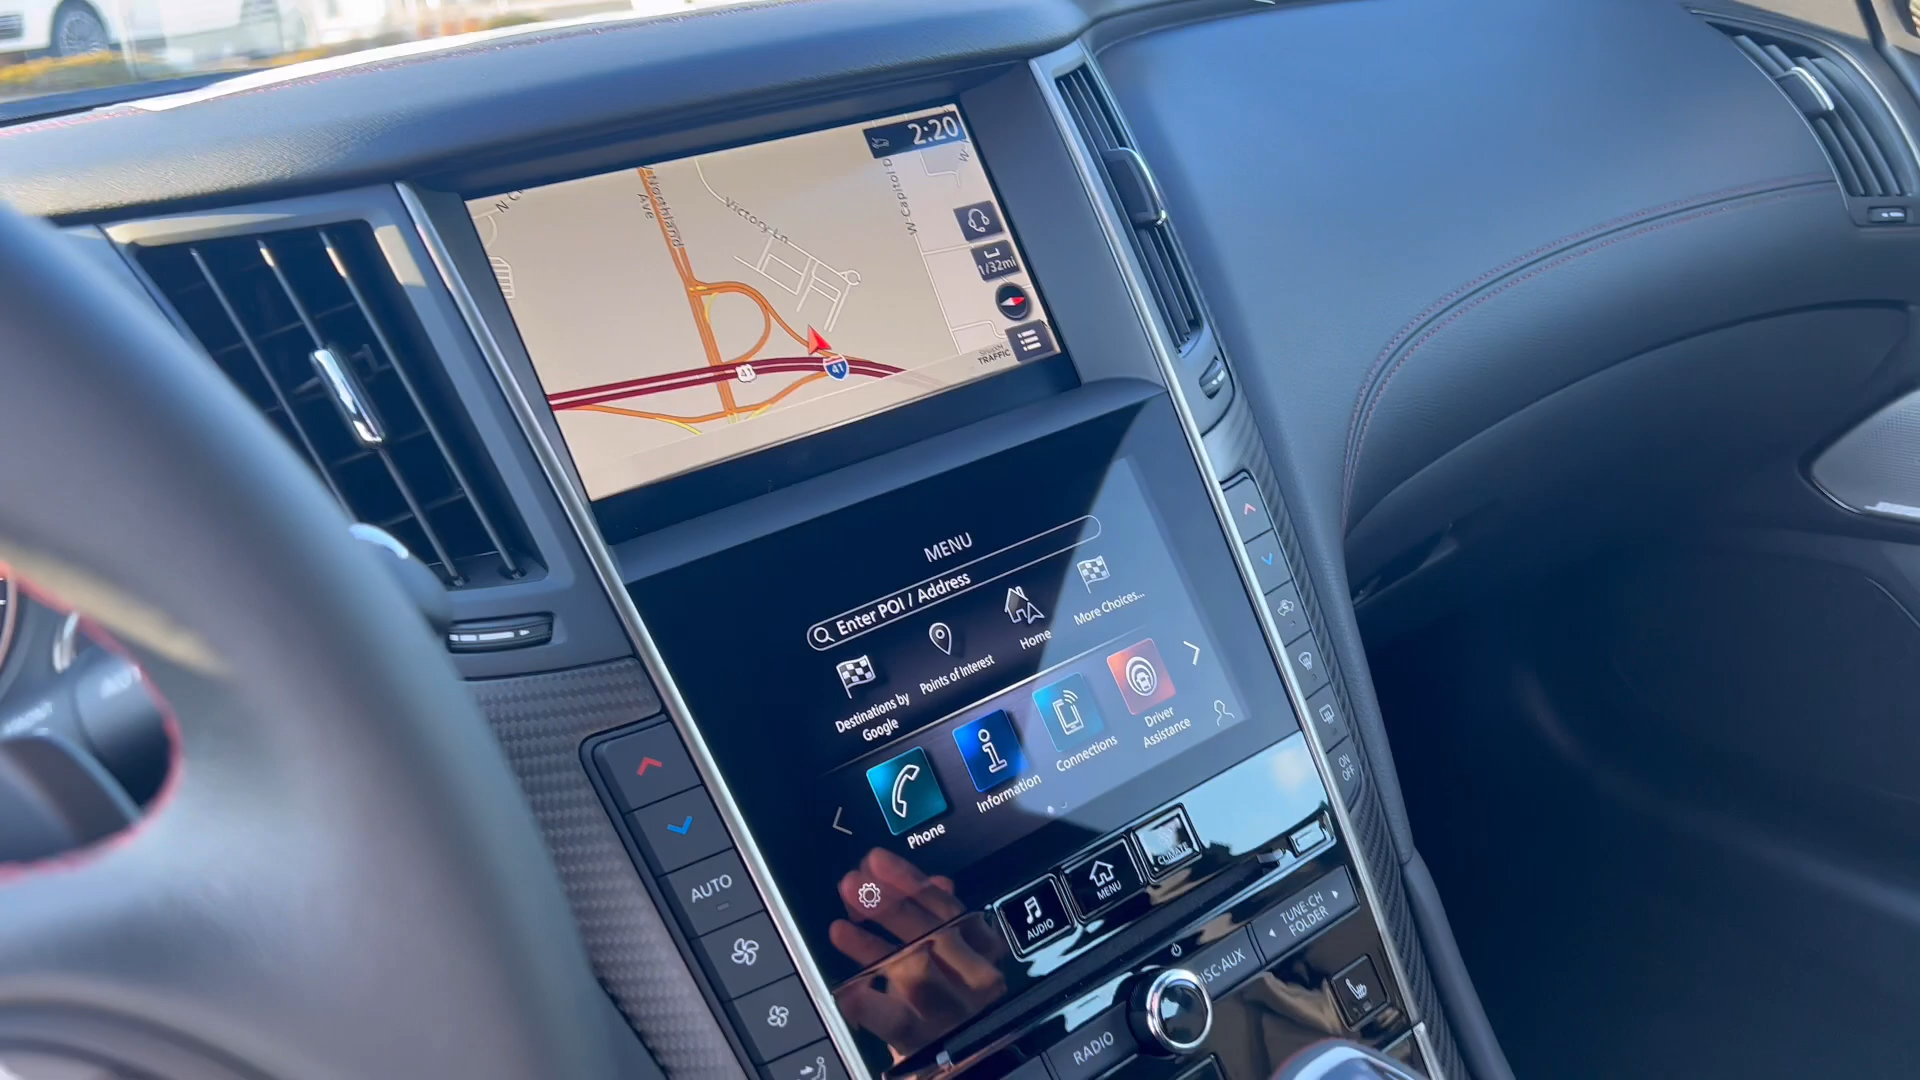 2:20
Northland
Ave
Victory Ln
W Capitol D
1/32mi
TRAFFIC
41
41
MENU
Enter POI / Address
Destinations by
Google
Points of Interest
Home
More Choices...
Phone
Information
Connections
Driver
Assistance
AUTO
ON
OFF
AUDIO
MENU
CLIMATE
RADIO
DISC·AUX
TUNE·CH
FOLDER